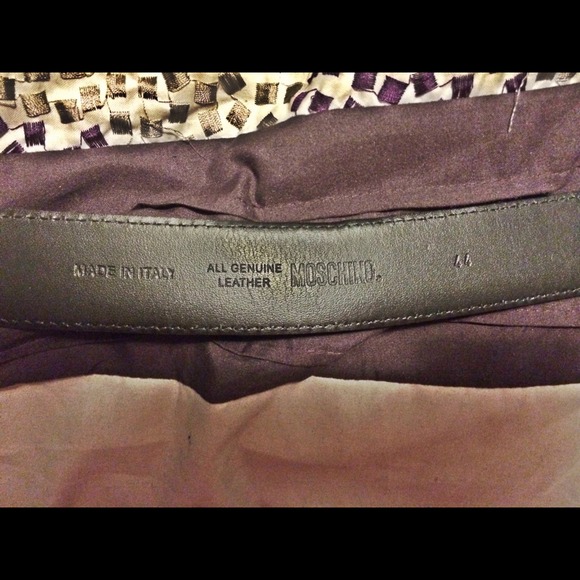 MADE IN ITALY
ALL GENUINE
LEATHER
MOSCHINO.
44